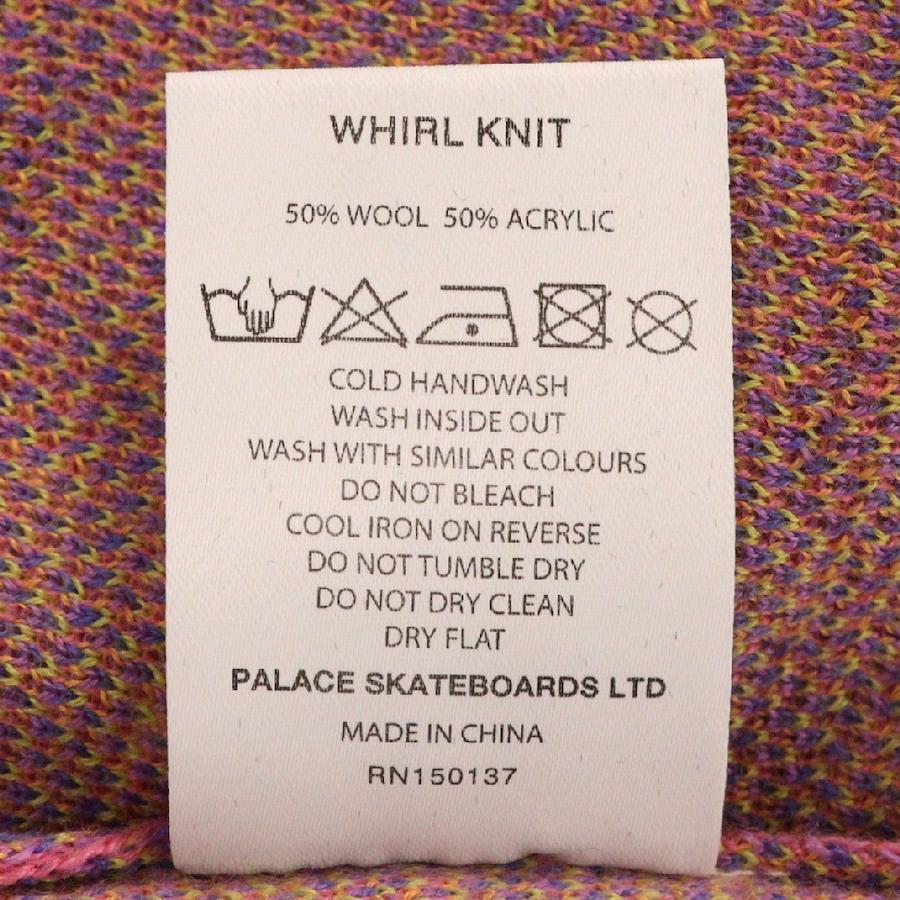 WHIRL KNIT
50% WOOL 50% ACRYLIC
COLD HANDWASH
WASH INSIDE OUT
WASH WITH SIMILAR COLOURS
DO NOT BLEACH
COOL IRON ON REVERSE
DO NOT TUMBLE DRY
DO NOT DRY CLEAN
DRY FLAT
PALACE SKATEBOARDS LTD
MADE IN CHINA
RN150137